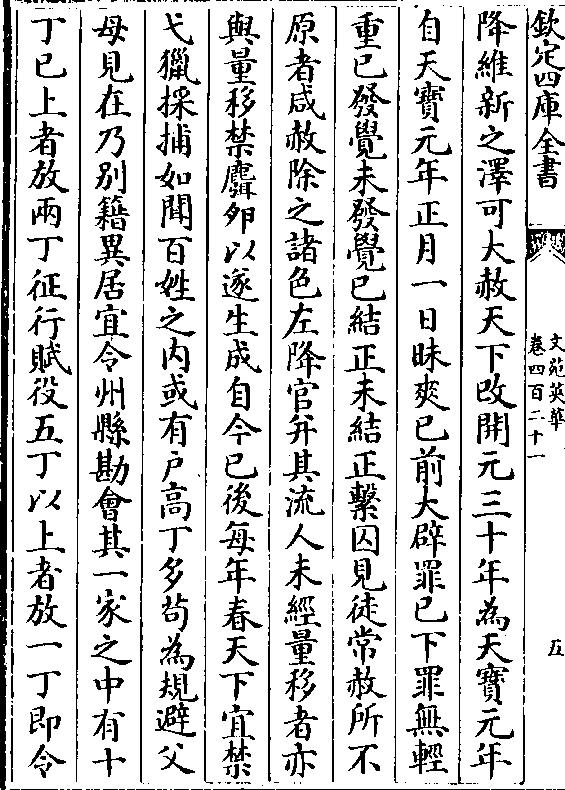 欽定四庫全書
文苑英華
卷四百二十一
五
降維新之澤可大赦天下改開元三十年為天寶元年
自天寶元年正月一日昧爽已前大辟罪已下罪無輕
重已發覺未發覺已結正未結正繫囚見徒常赦所不
原者咸赦除之諸色左降官并其流人未經量移者亦
與量移禁麛卵以遂生成自今已後每年春天下宜禁
弋獵採捕如聞百姓之内或有户高丁多苟為規避父
母見在乃别籍異居宜令州縣勘會其一家之中有十
丁已上者放兩丁征行賦役五丁以上者放一丁即令